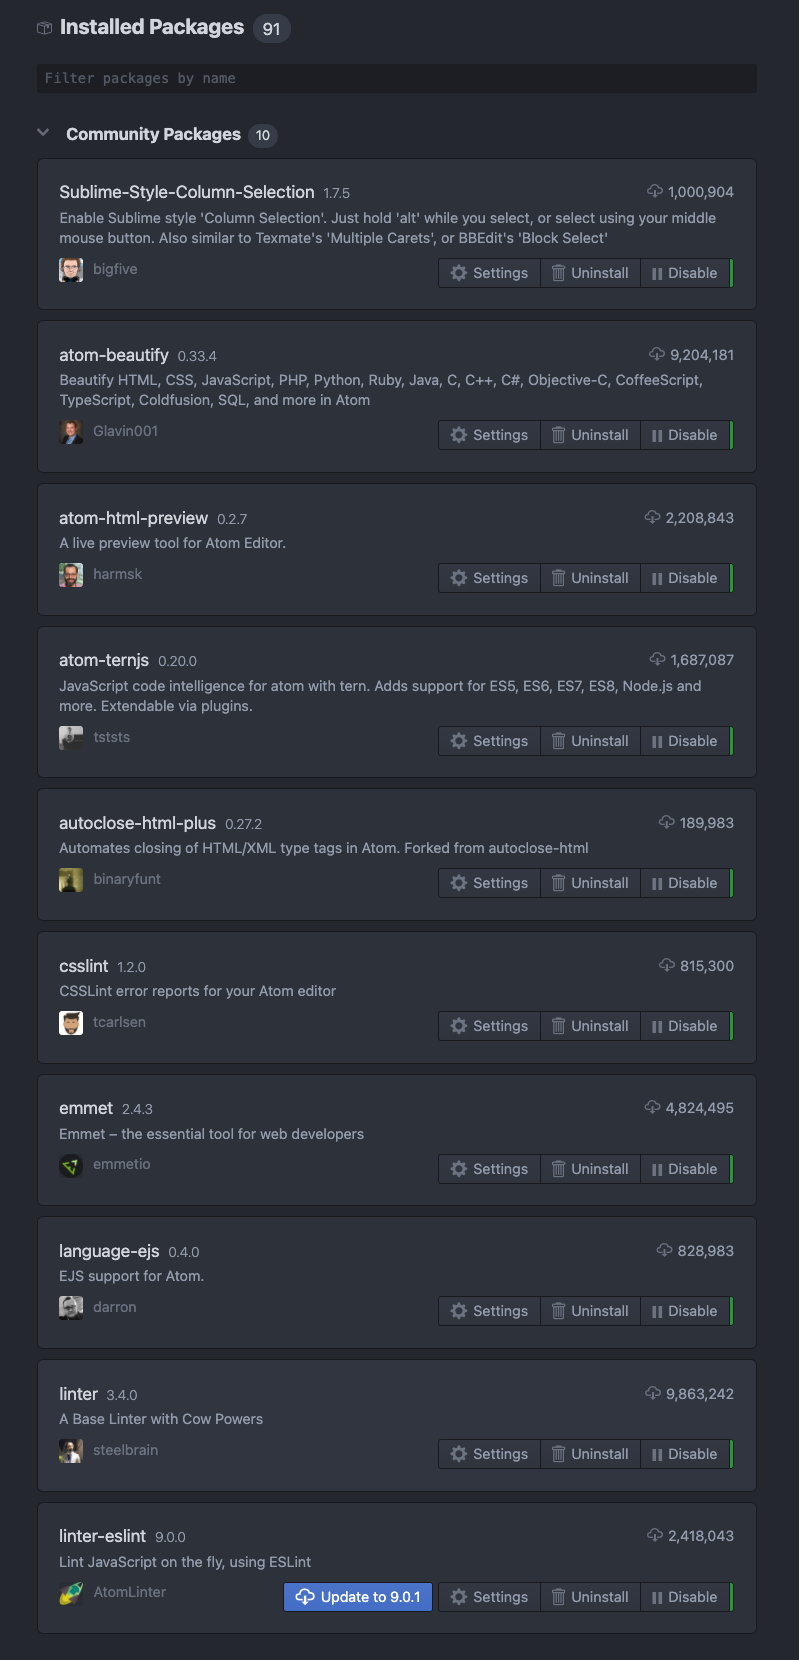 Installed Packages 91
Filter packages by name
Community Packages 10
Sublime-Style-Column-Selection 1.7.5 1,000,904
Enable Sublime style 'Column Selection'. Just hold 'alt' while you select, or select using your middle
mouse button. Also similar to Texmate's 'Multiple Carets', or BBEdit's 'Block Select'
bigfive Settings Uninstall Disable
atom-beautify 0.33.4 9,204,181
Beautify HTML, CSS, JavaScript, PHP, Python, Ruby, Java, C, C++, C#, Objective-C, CoffeeScript,
TypeScript, Coldfusion, SQL, and more in Atom
Glavin001 Settings Uninstall Disable
atom-html-preview 0.2.7 2,208,843
A live preview tool for Atom Editor.
harmsk Settings Uninstall Disable
atom-ternjs 0.20.0 1,687,087
JavaScript code intelligence for atom with tern. Adds support for ES5, ES6, ES7, ES8, Node.js and
more. Extendable via plugins.
tststs Settings Uninstall Disable
autoclose-html-plus 0.27.2 189,983
Automates closing of HTML/XML type tags in Atom. Forked from autoclose-html
binaryfunt Settings Uninstall Disable
csslint 1.2.0 815,300
CSSLint error reports for your Atom editor
tcarlsen Settings Uninstall Disable
emmet 2.4.3 4,824,495
Emmet – the essential tool for web developers
emmetio Settings Uninstall Disable
language-ejs 0.4.0 828,983
EJS support for Atom.
darron Settings Uninstall Disable
linter 3.4.0 9,863,242
A Base Linter with Cow Powers
steelbrain Settings Uninstall Disable
linter-eslint 9.0.0 2,418,043
Lint JavaScript on the fly, using ESLint
AtomLinter Update to 9.0.1 Settings Uninstall Disable